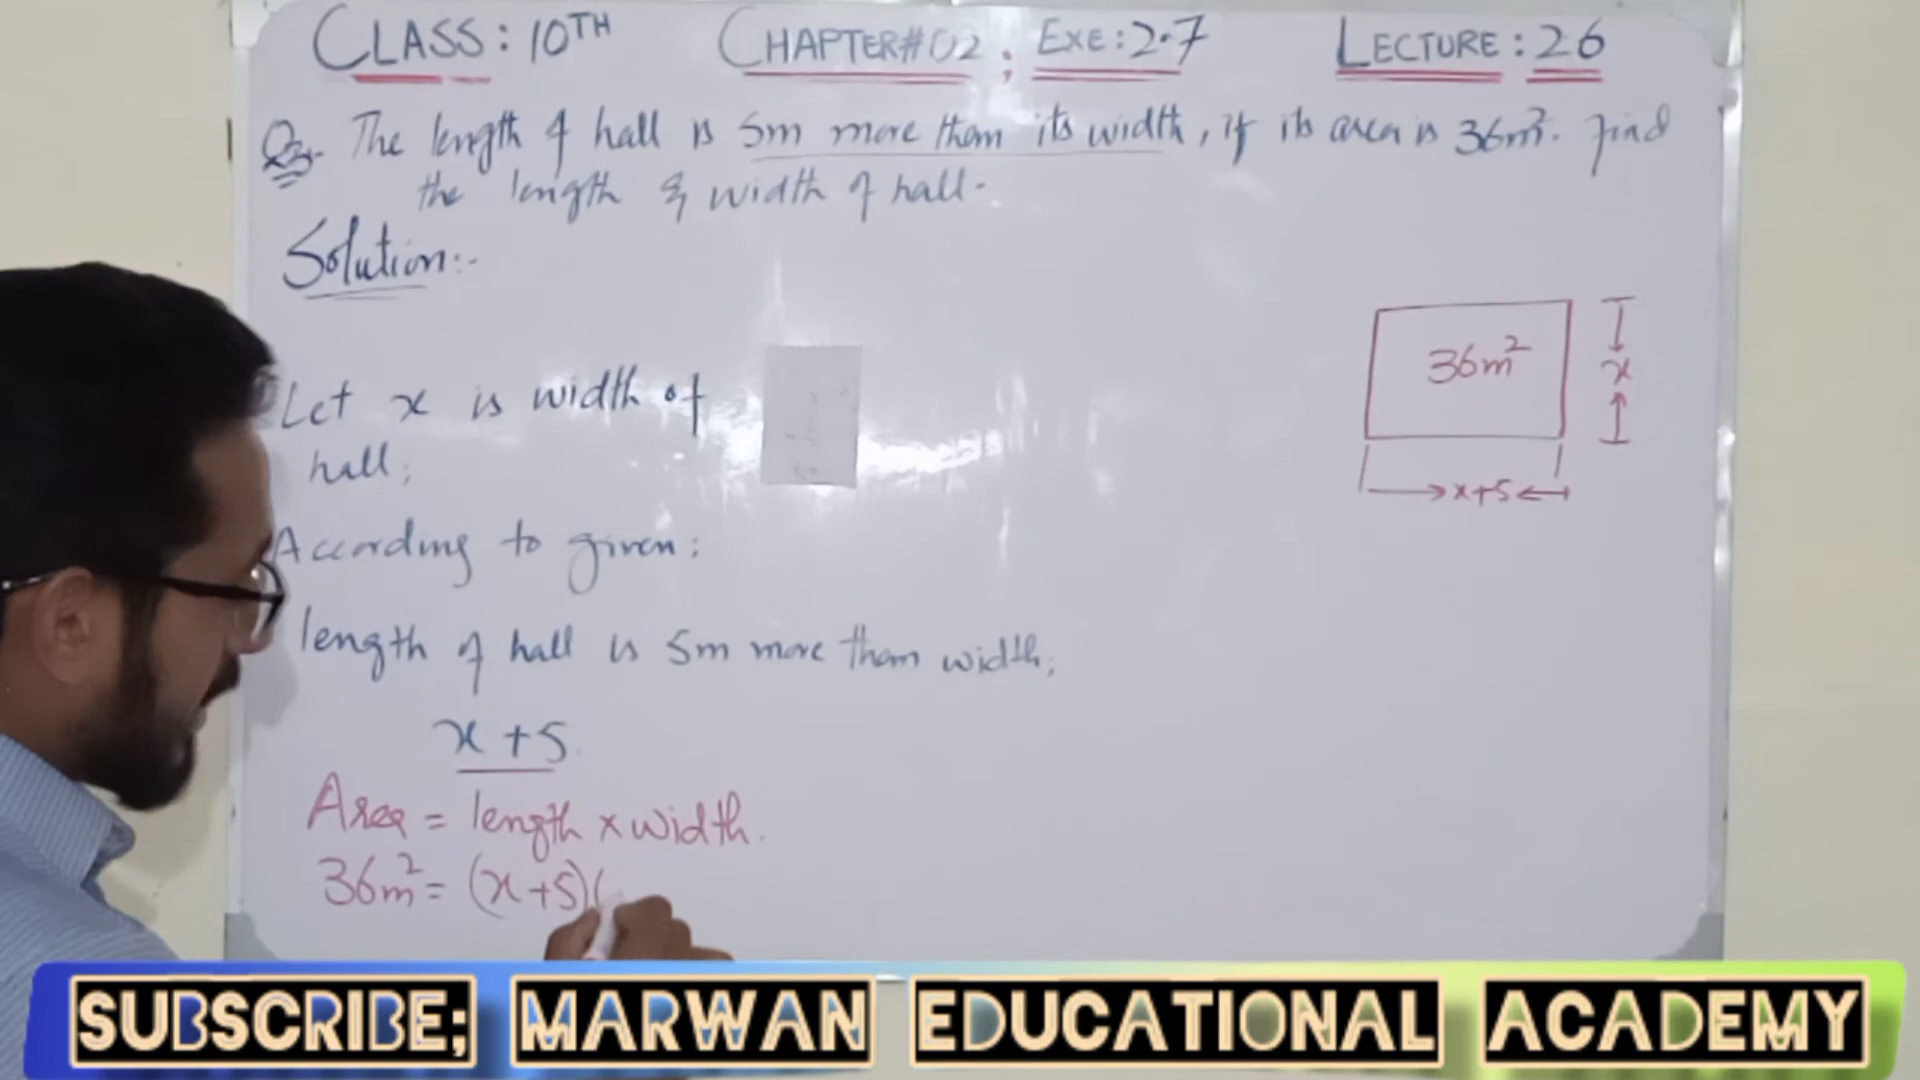 CLASS: 10TH CHAPTER#02; EXE: 2.7 LECTURE: 26
Q3:- The length of hall is 5m more than its width, if its area is 36m². Find
the length & width of hall.
Solution:-
36m²
x
x+5
Let x is width of
hall;
According to given;
length of hall is 5m more than width;
x+5
Area = length x width.
36m² = (x+5)(
SUBSCRIBE; MARWAN EDUCATIONAL ACADEMY